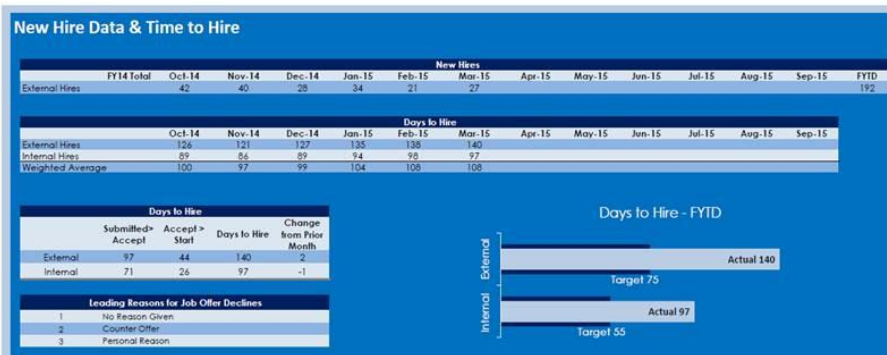 New Hire Data & Time to Hire
New Hires
FY14 Total Oct-14 Nov-14 Dec-14 Jan-15 Feb-15 Mar-15 Apr-15 May-15 Jun-15 Jul-15 Aug-15 Sep-15 FYTD
External Hires 42 40 28 34 21 27 192
Days to Hire
Oct-14 Nov-14 Dec-14 Jan-15 Feb-15 Mar-15 Apr-15 May-15 Jun-15 Jul-15 Aug-15 Sep-15
External Hires 126 121 127 135 138 140
Internal Hires 89 86 89 94 98 97
Weighted Average 100 97 99 104 108 108
Days to Hire
Submitted> Accept > Days to Hire Change
Accept Start from Prior
Month
External 97 44 140 2
Internal 71 26 97 -1
Leading Reasons for Job Offer Declines
1 No Reason Given
2 Counter Offer
3 Personal Reason
Days to Hire - FYTD
External
Actual 140
Target 75
Internal
Actual 97
Target 55